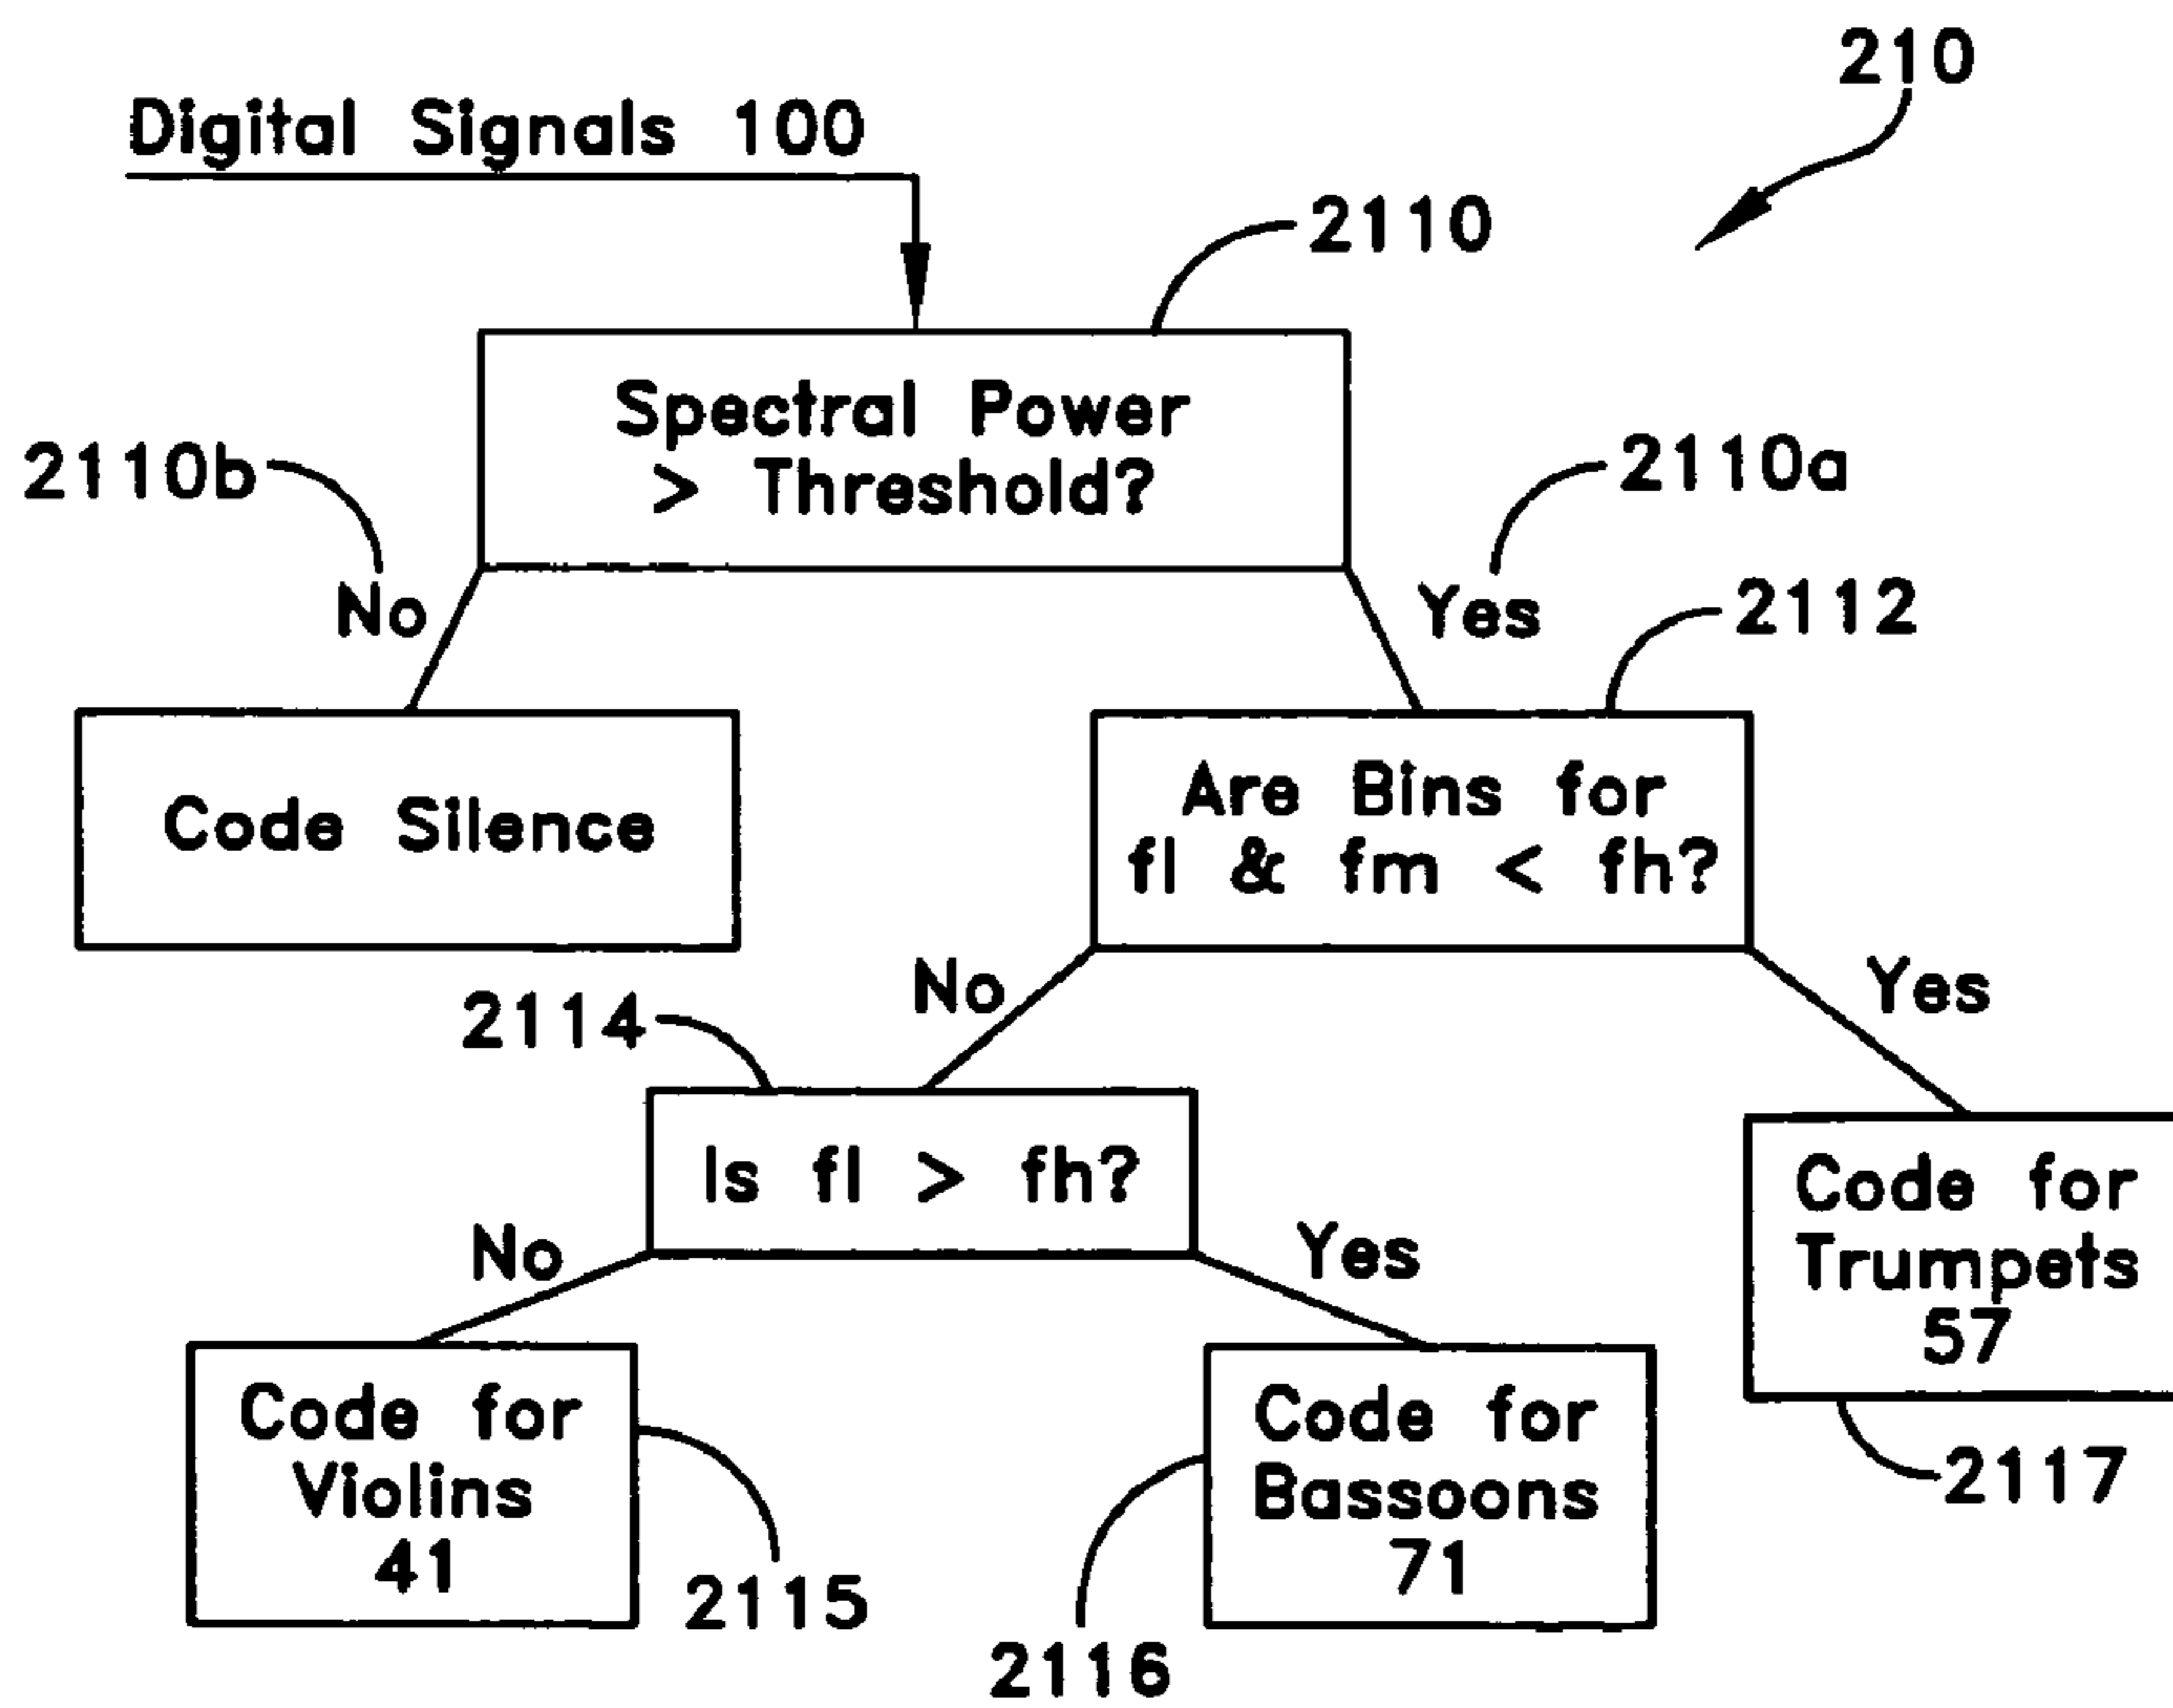 210
Digital Signals 100
2110
Spectral Power
> Threshold?
2110b
2110a
No
Yes
2112
Code Silence
Are Bins for
fl & fm < fh?
No
Yes
2114
Is fl > fh?
Code for
Trumpets
57
No
Yes
Code for
Violins
41
Code for
Bassoons
71
2117
2115
2116